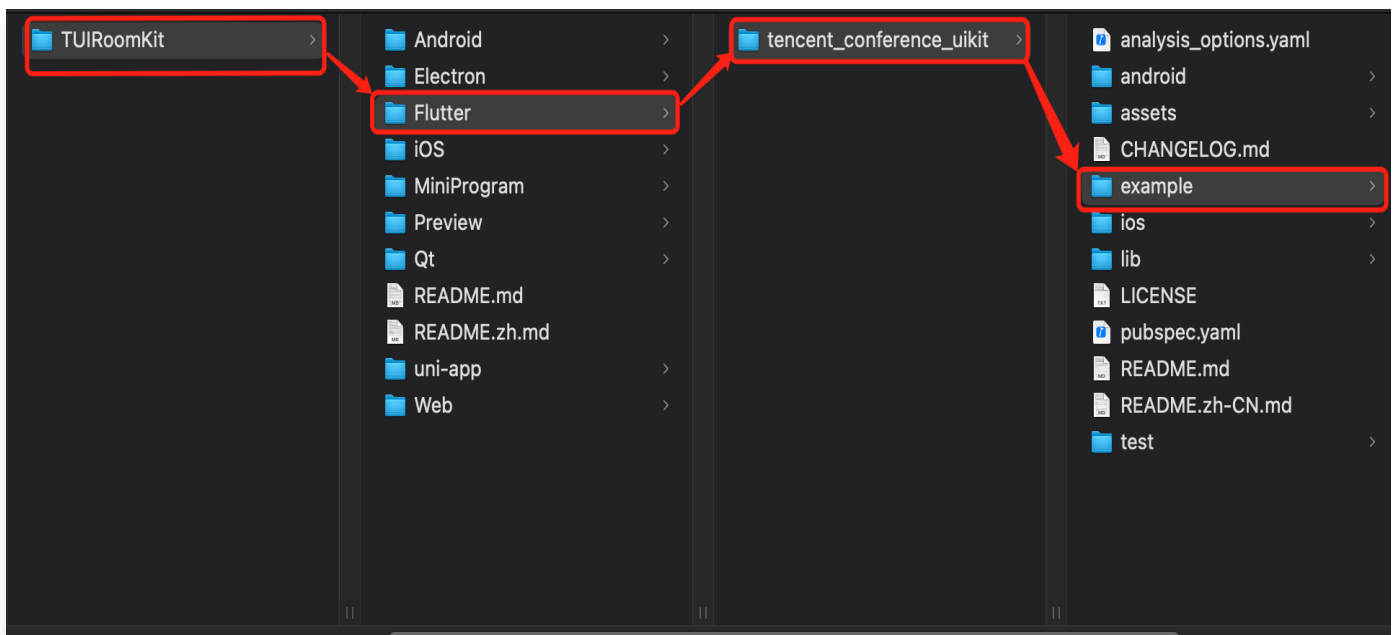 TUIRoomKit
Android
Electron
Flutter
iOS
MiniProgram
Preview
Qt
README.md
README.zh.md
uni-app
Web
tencent_conference_uikit
analysis_options.yaml
android
assets
CHANGELOG.md
example
ios
lib
LICENSE
pubspec.yaml
README.md
README.zh-CN.md
test